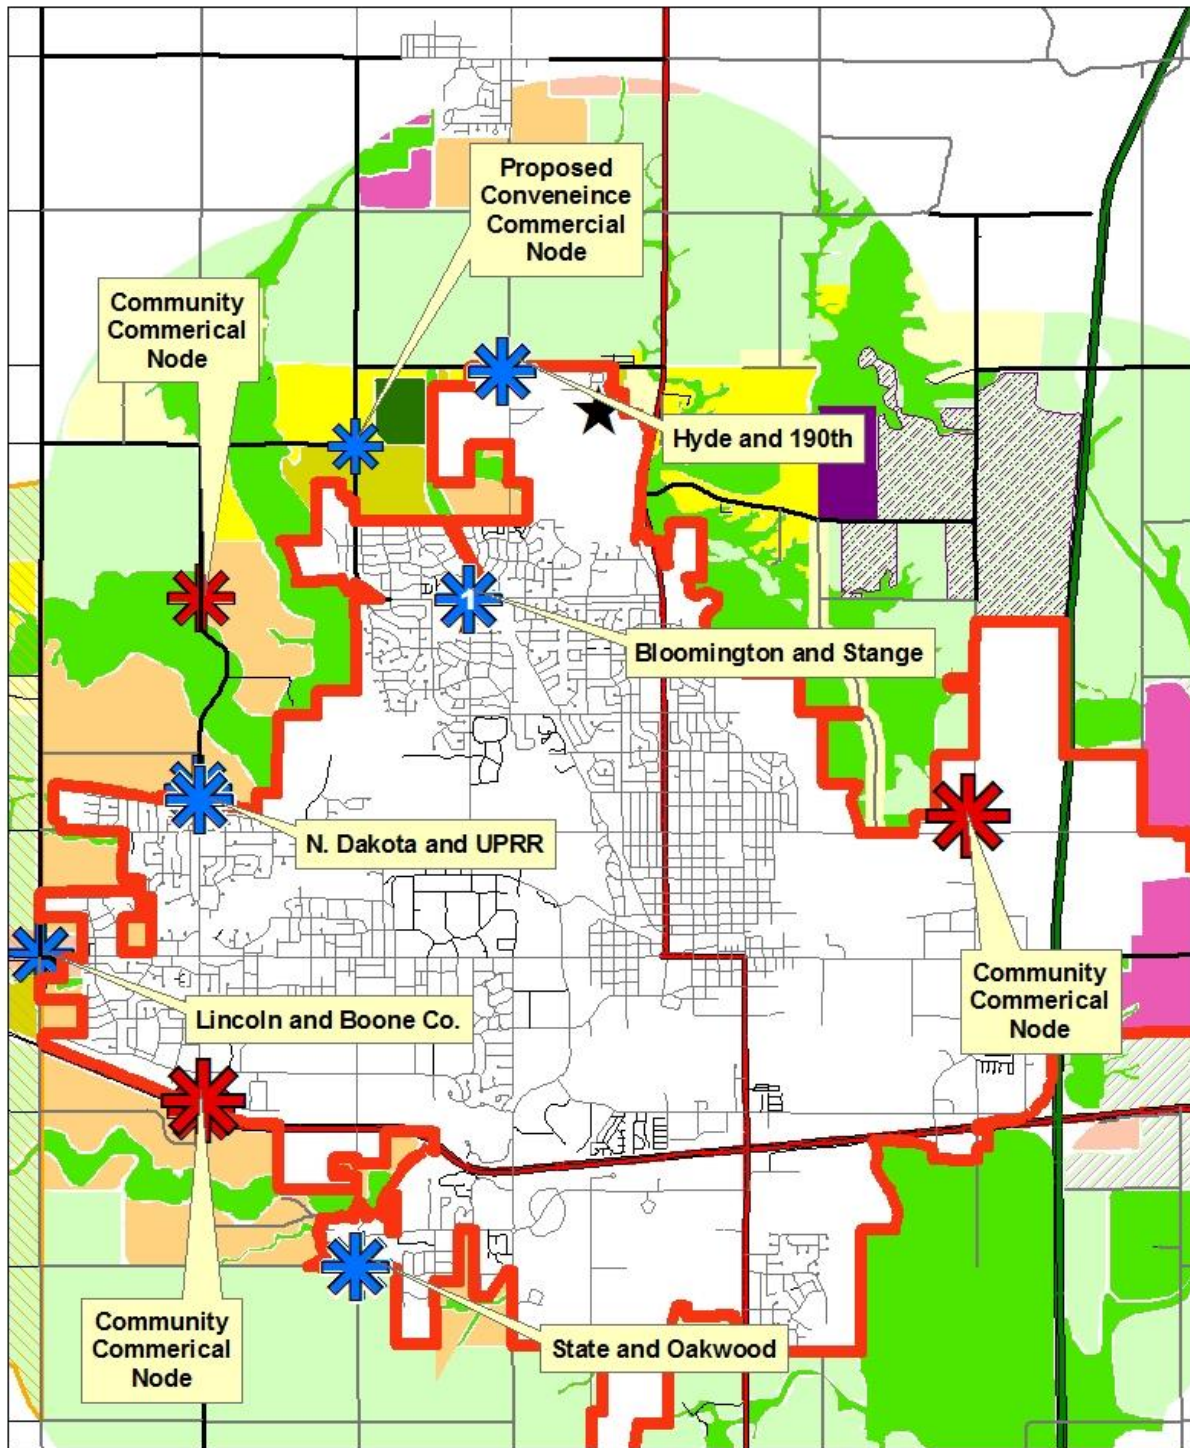 Proposed
Conveneince
Commercial
Node
Community
Commerical
Node
Hyde and 190th
1
Bloomington and Stange
N. Dakota and UPRR
Community
Commerical
Node
Lincoln and Boone Co.
Community
Commerical
Node
State and Oakwood